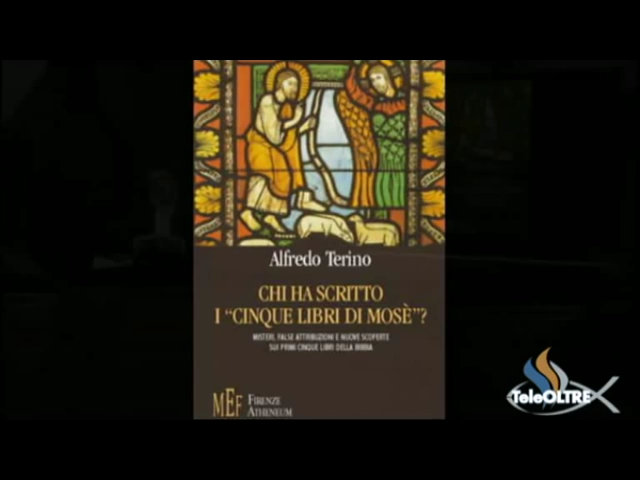 Alfredo Terino
CHI HA SCRITTO
I "CINQUE LIBRI DI MOSÈ"?
MISTERI, FALSE ATTRIBUZIONI E NUOVE SCOPERTE
SUI PRIMI CINQUE LIBRI DELLA BIBBIA
MEF FIRENZE
ATHENEUM
TeleOLTRE